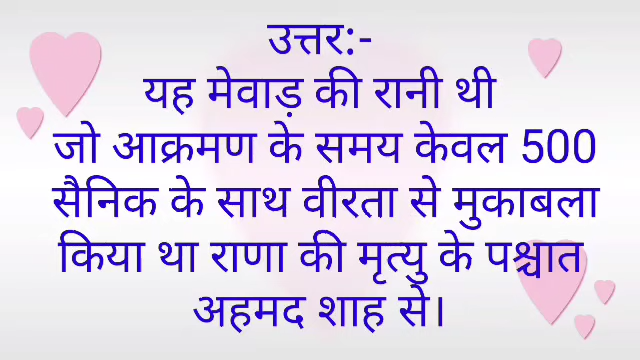 उत्तर:-
यह मेवाड़ की रानी थी
जो आक्रमण के समय केवल 500
सैनिक के साथ वीरता से मुकाबला
किया था राणा की मृत्यु के पश्चात
अहमद शाह से।